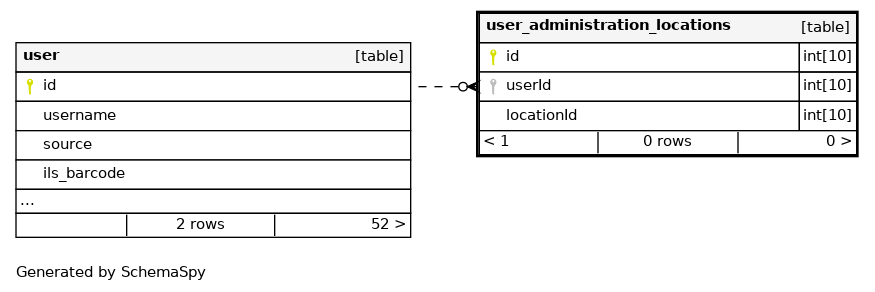 user [table]
id
username
source
ils_barcode
...
2 rows 52 >
user_administration_locations [table]
id int[10]
userId int[10]
locationId int[10]
< 1 0 rows 0 >
Generated by SchemaSpy